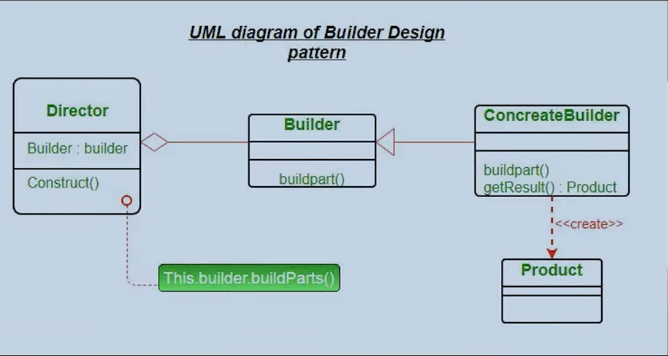 UML diagram of Builder Design
pattern
Director
Builder : builder
Construct()
This.builder.buildParts()
Builder
buildpart()
ConcreateBuilder
buildpart()
getResult() : Product
<<create>>
Product